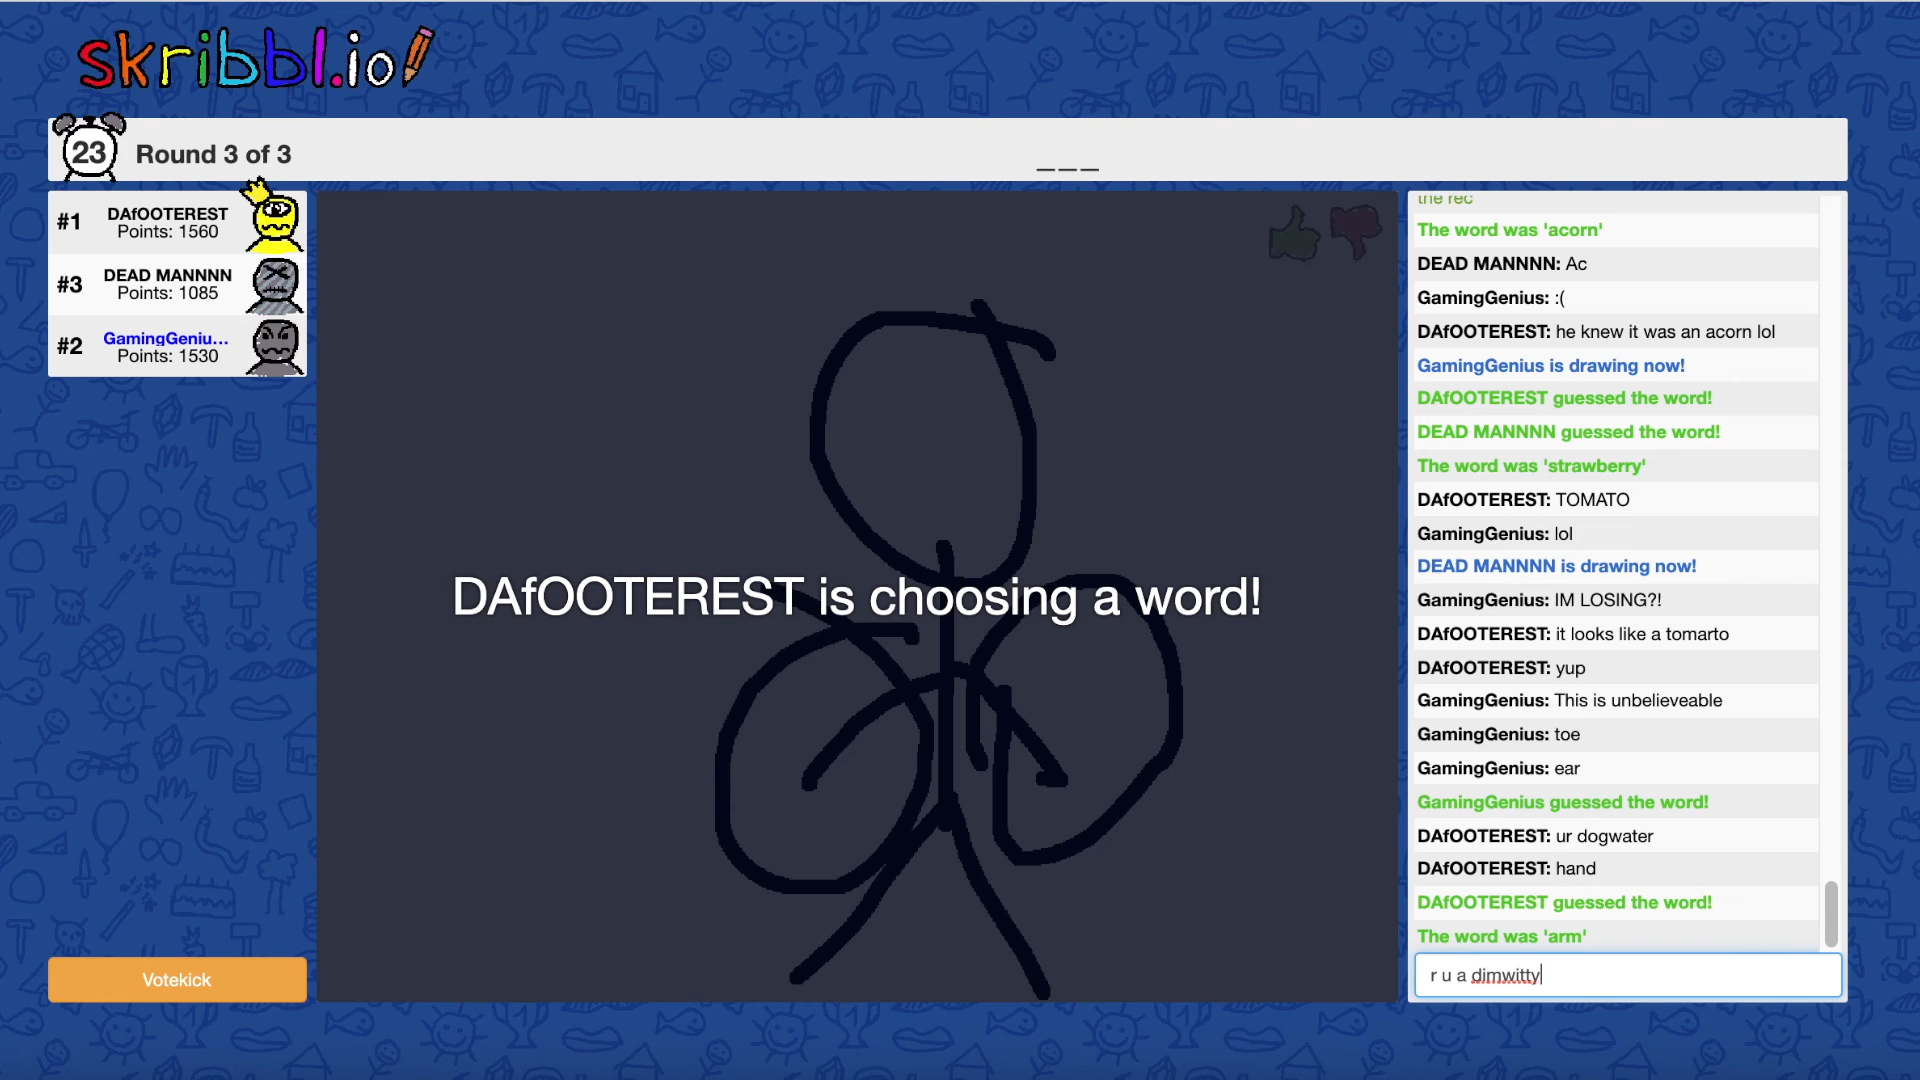 skribbl.io
23
Round 3 of 3
_ _ _
#1 DAfOOTEREST
Points: 1560
#3 DEAD MANNNN
Points: 1085
#2 GamingGeniu...
Points: 1530
Votekick
DAfOOTEREST is choosing a word!
the rec
The word was 'acorn'
DEAD MANNNN: Ac
GamingGenius: :(
DAfOOTEREST: he knew it was an acorn lol
GamingGenius is drawing now!
DAfOOTEREST guessed the word!
DEAD MANNNN guessed the word!
The word was 'strawberry'
DAfOOTEREST: TOMATO
GamingGenius: lol
DEAD MANNNN is drawing now!
GamingGenius: IM LOSING?!
DAfOOTEREST: it looks like a tomarto
DAfOOTEREST: yup
GamingGenius: This is unbelieveable
GamingGenius: toe
GamingGenius: ear
GamingGenius guessed the word!
DAfOOTEREST: ur dogwater
DAfOOTEREST: hand
DAfOOTEREST guessed the word!
The word was 'arm'
r u a dimwitty